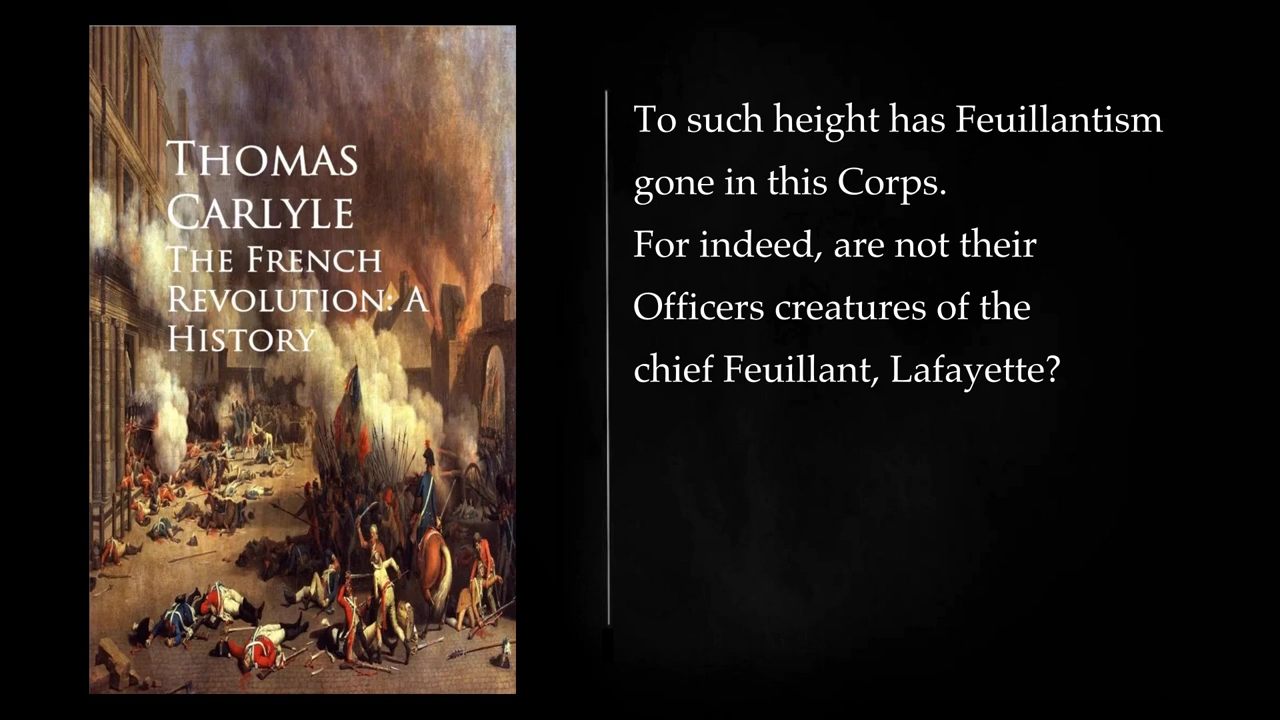 THOMAS
CARLYLE
THE FRENCH
REVOLUTION: A
HISTORY
To such height has Feuillantism
gone in this Corps.
For indeed, are not their
Officers creatures of the
chief Feuillant, Lafayette?